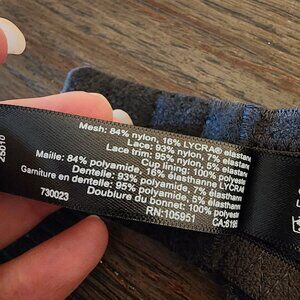 Mesh: 84% nylon, 16% LYCRA® elastane
Lace: 93% nylon, 7% elastane
Lace trim: 95% nylon, 5% elastane
Cup lining: 100% polyester
Maille: 84% polyamide, 16% élasthanne LYCRA
Dentelle: 93% polyamide, 7% élasthanne
Garniture en dentelle: 95% polyamide, 5% élasthanne
Doublure du bonnet: 100% polyester
730023
RN:105951
25010